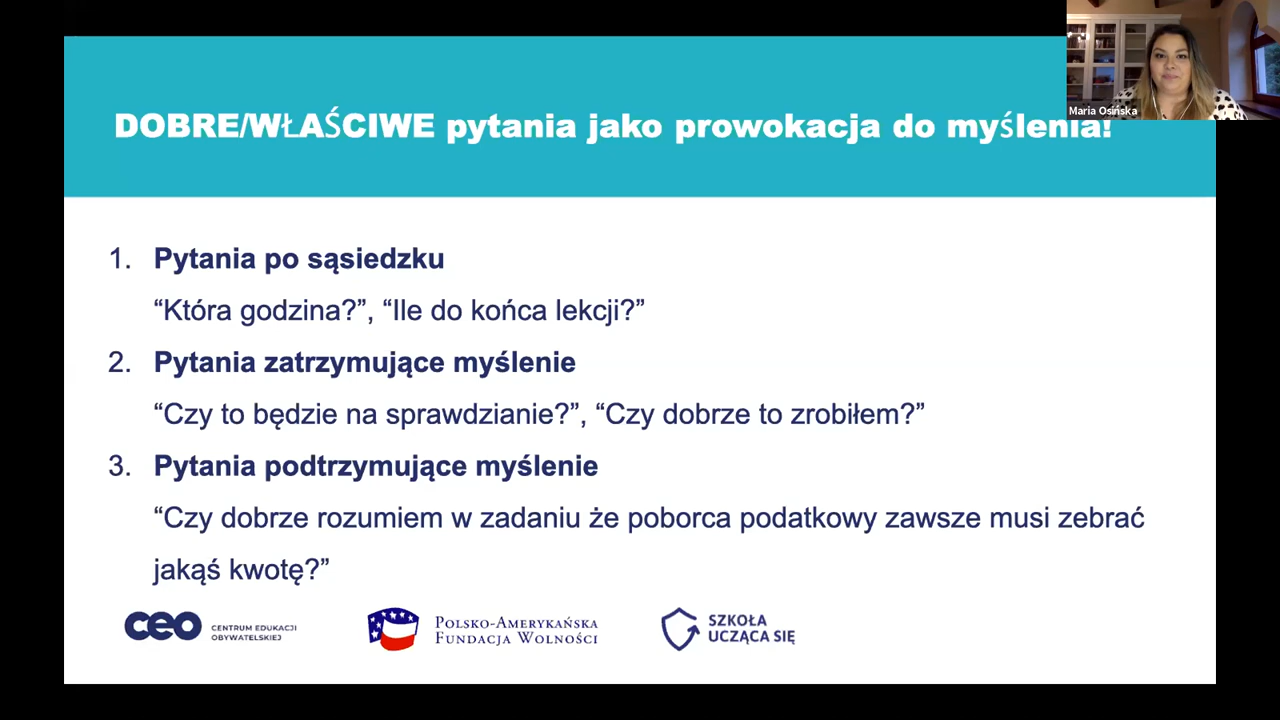 DOBRE/WŁAŚCIWE pytania jako prowokacja do myślenia!
Maria Osińska
1. Pytania po sąsiedzku
“Która godzina?”, “Ile do końca lekcji?”
2. Pytania zatrzymujące myślenie
“Czy to będzie na sprawdzianie?”, “Czy dobrze to zrobiłem?”
3. Pytania podtrzymujące myślenie
“Czy dobrze rozumiem w zadaniu że poborca podatkowy zawsze musi zebrać
jakąś kwotę?”
CEO CENTRUM EDUKACJI
OBYWATELSKIEJ
POLSKO-AMERYKAŃSKA
FUNDACJA WOLNOŚCI
SZKOŁA
UCZĄCA SIĘ